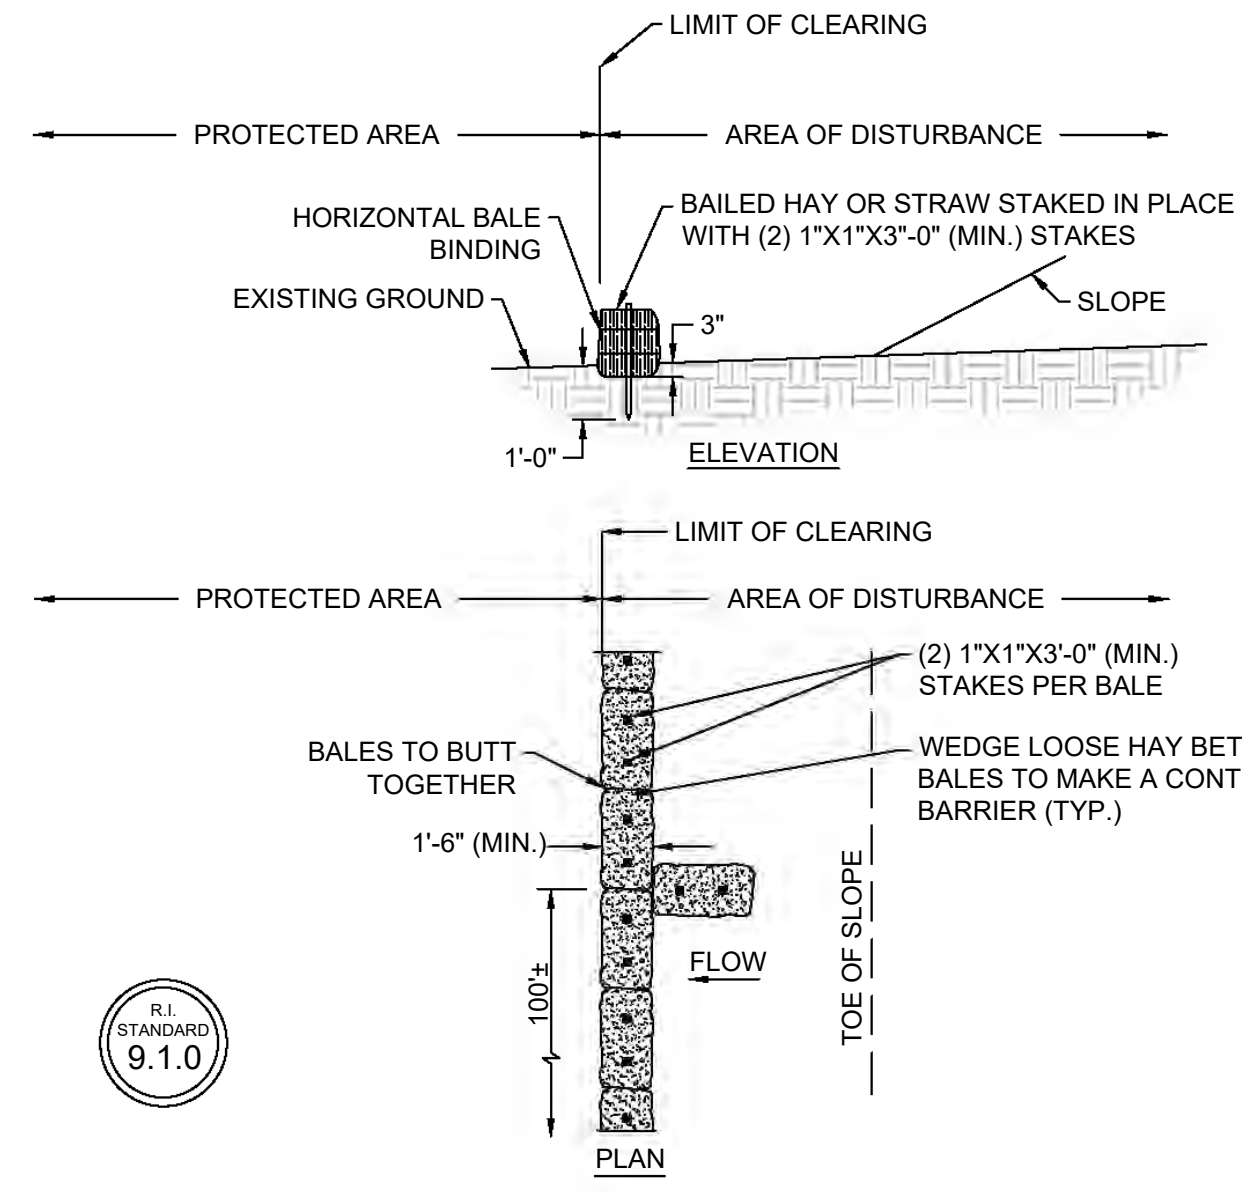 LIMIT OF CLEARING
PROTECTED AREA
AREA OF DISTURBANCE
HORIZONTAL BALE
BINDING
BAILED HAY OR STRAW STAKED IN PLACE
WITH (2) 1"X1"X3"-0" (MIN.) STAKES
EXISTING GROUND
SLOPE
3"
1'-0"
ELEVATION
LIMIT OF CLEARING
PROTECTED AREA
AREA OF DISTURBANCE
(2) 1"X1"X3'-0" (MIN.)
STAKES PER BALE
BALES TO BUTT
TOGETHER
WEDGE LOOSE HAY BET
BALES TO MAKE A CONT
BARRIER (TYP.)
1'-6" (MIN.)
TOE OF SLOPE
FLOW
100'±
R.I.
STANDARD
9.1.0
PLAN